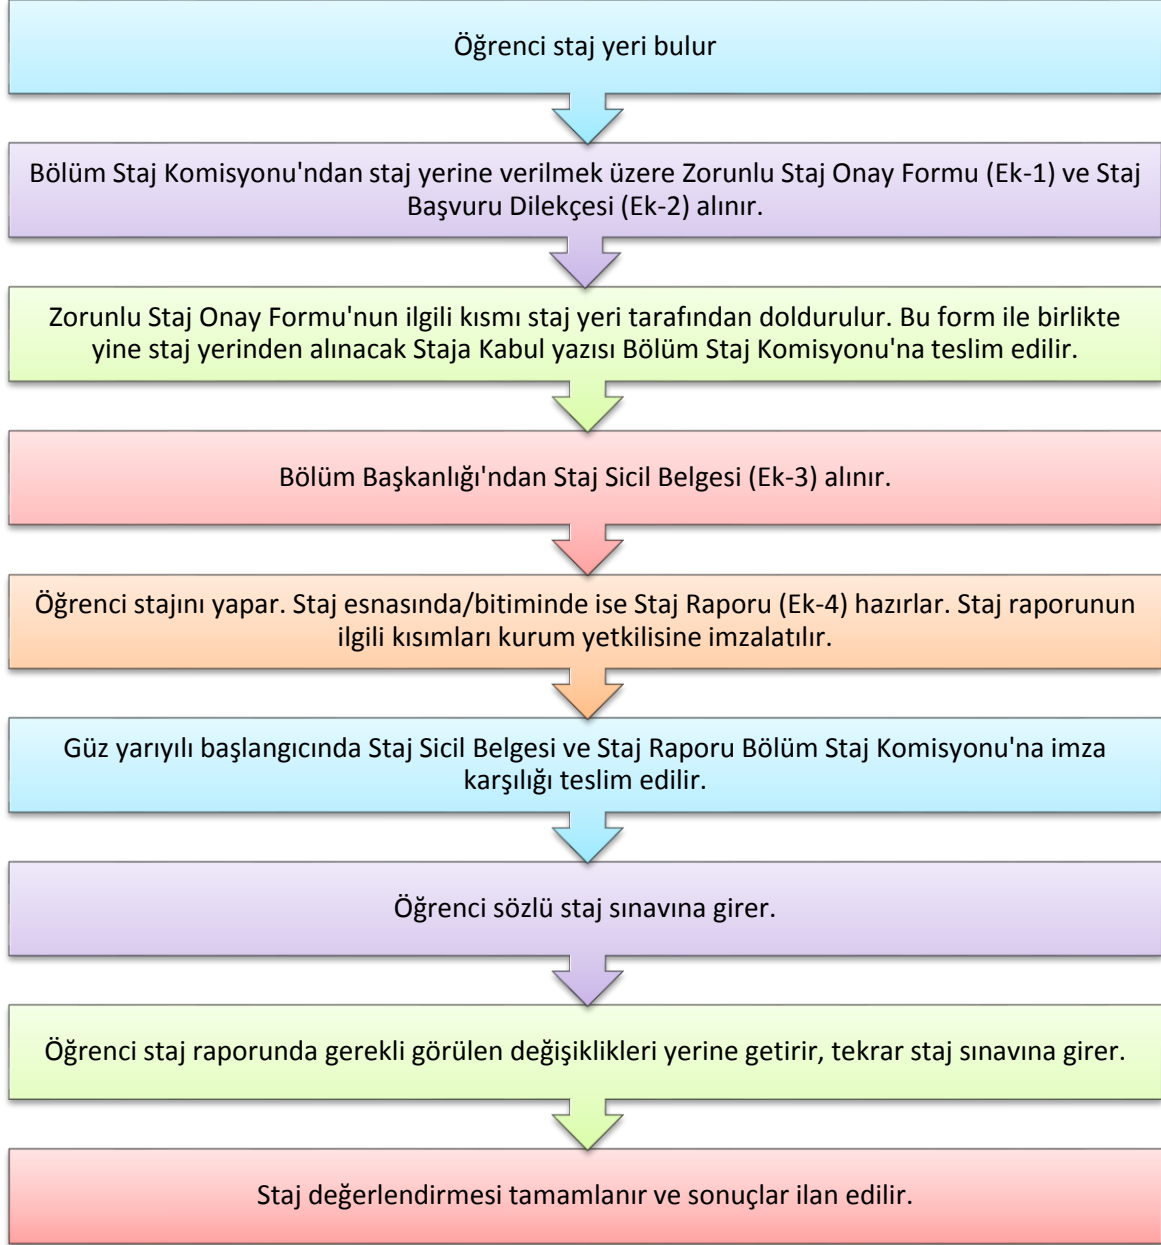 Öğrenci staj yeri bulur
Bölüm Staj Komisyonu'ndan staj yerine verilmek üzere Zorunlu Staj Onay Formu (Ek-1) ve Staj
Başvuru Dilekçesi (Ek-2) alınır.
Zorunlu Staj Onay Formu'nun ilgili kısmı staj yeri tarafından doldurulur. Bu form ile birlikte
yine staj yerinden alınacak Staja Kabul yazısı Bölüm Staj Komisyonu'na teslim edilir.
Bölüm Başkanlığı'ndan Staj Sicil Belgesi (Ek-3) alınır.
Öğrenci stajını yapar. Staj esnasında/bitiminde ise Staj Raporu (Ek-4) hazırlar. Staj raporunun
ilgili kısımları kurum yetkilisine imzalatılır.
Güz yarıyılı başlangıcında Staj Sicil Belgesi ve Staj Raporu Bölüm Staj Komisyonu'na imza
karşılığı teslim edilir.
Öğrenci sözlü staj sınavına girer.
Öğrenci staj raporunda gerekli görülen değişiklikleri yerine getirir, tekrar staj sınavına girer.
Staj değerlendirmesi tamamlanır ve sonuçlar ilan edilir.